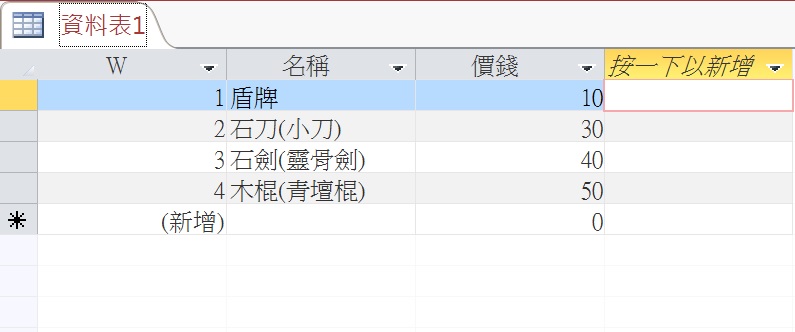 資料表1
W 名稱 價錢 按一下以新增
1 盾牌 10
2 石刀(小刀) 30
3 石劍(靈骨劍) 40
4 木棍(青壇棍) 50
(新增) 0